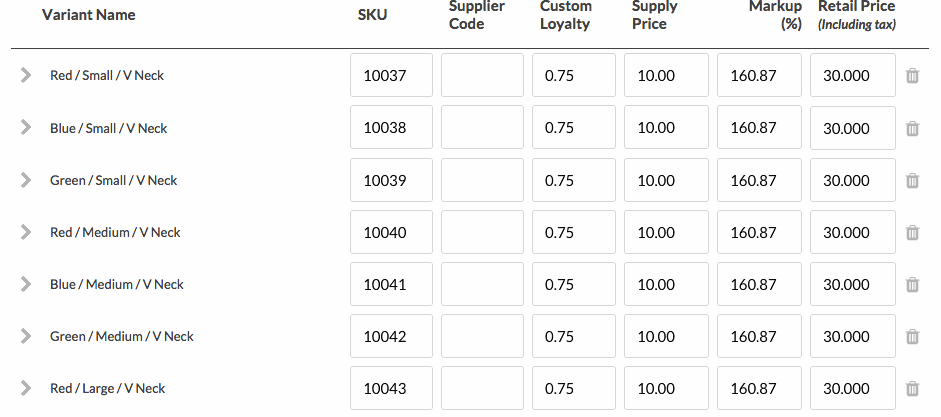 Variant Name SKU Supplier Code Custom Loyalty Supply Price Markup (%) Retail Price (Including tax)
Red / Small / V Neck 10037 0.75 10.00 160.87 30.000
Blue / Small / V Neck 10038 0.75 10.00 160.87 30.000
Green / Small / V Neck 10039 0.75 10.00 160.87 30.000
Red / Medium / V Neck 10040 0.75 10.00 160.87 30.000
Blue / Medium / V Neck 10041 0.75 10.00 160.87 30.000
Green / Medium / V Neck 10042 0.75 10.00 160.87 30.000
Red / Large / V Neck 10043 0.75 10.00 160.87 30.000